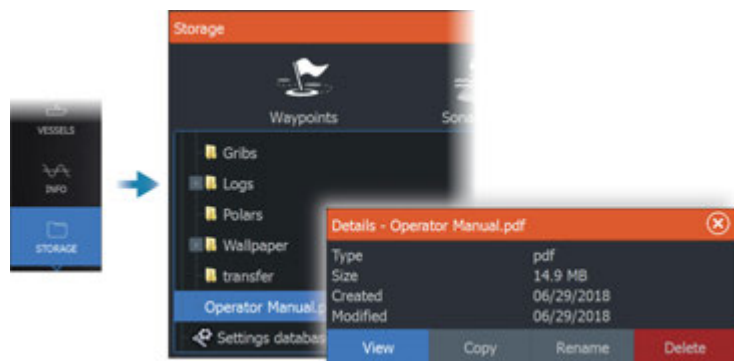 VESSELS
INFO
STORAGE
Storage
Waypoints
Gribs
Logs
Polars
Wallpaper
transfer
Operator Manual.p
Settings databas
Details - Operator Manual.pdf
Type pdf
Size 14.9 MB
Created 06/29/2018
Modified 06/29/2018
View Copy Rename Delete